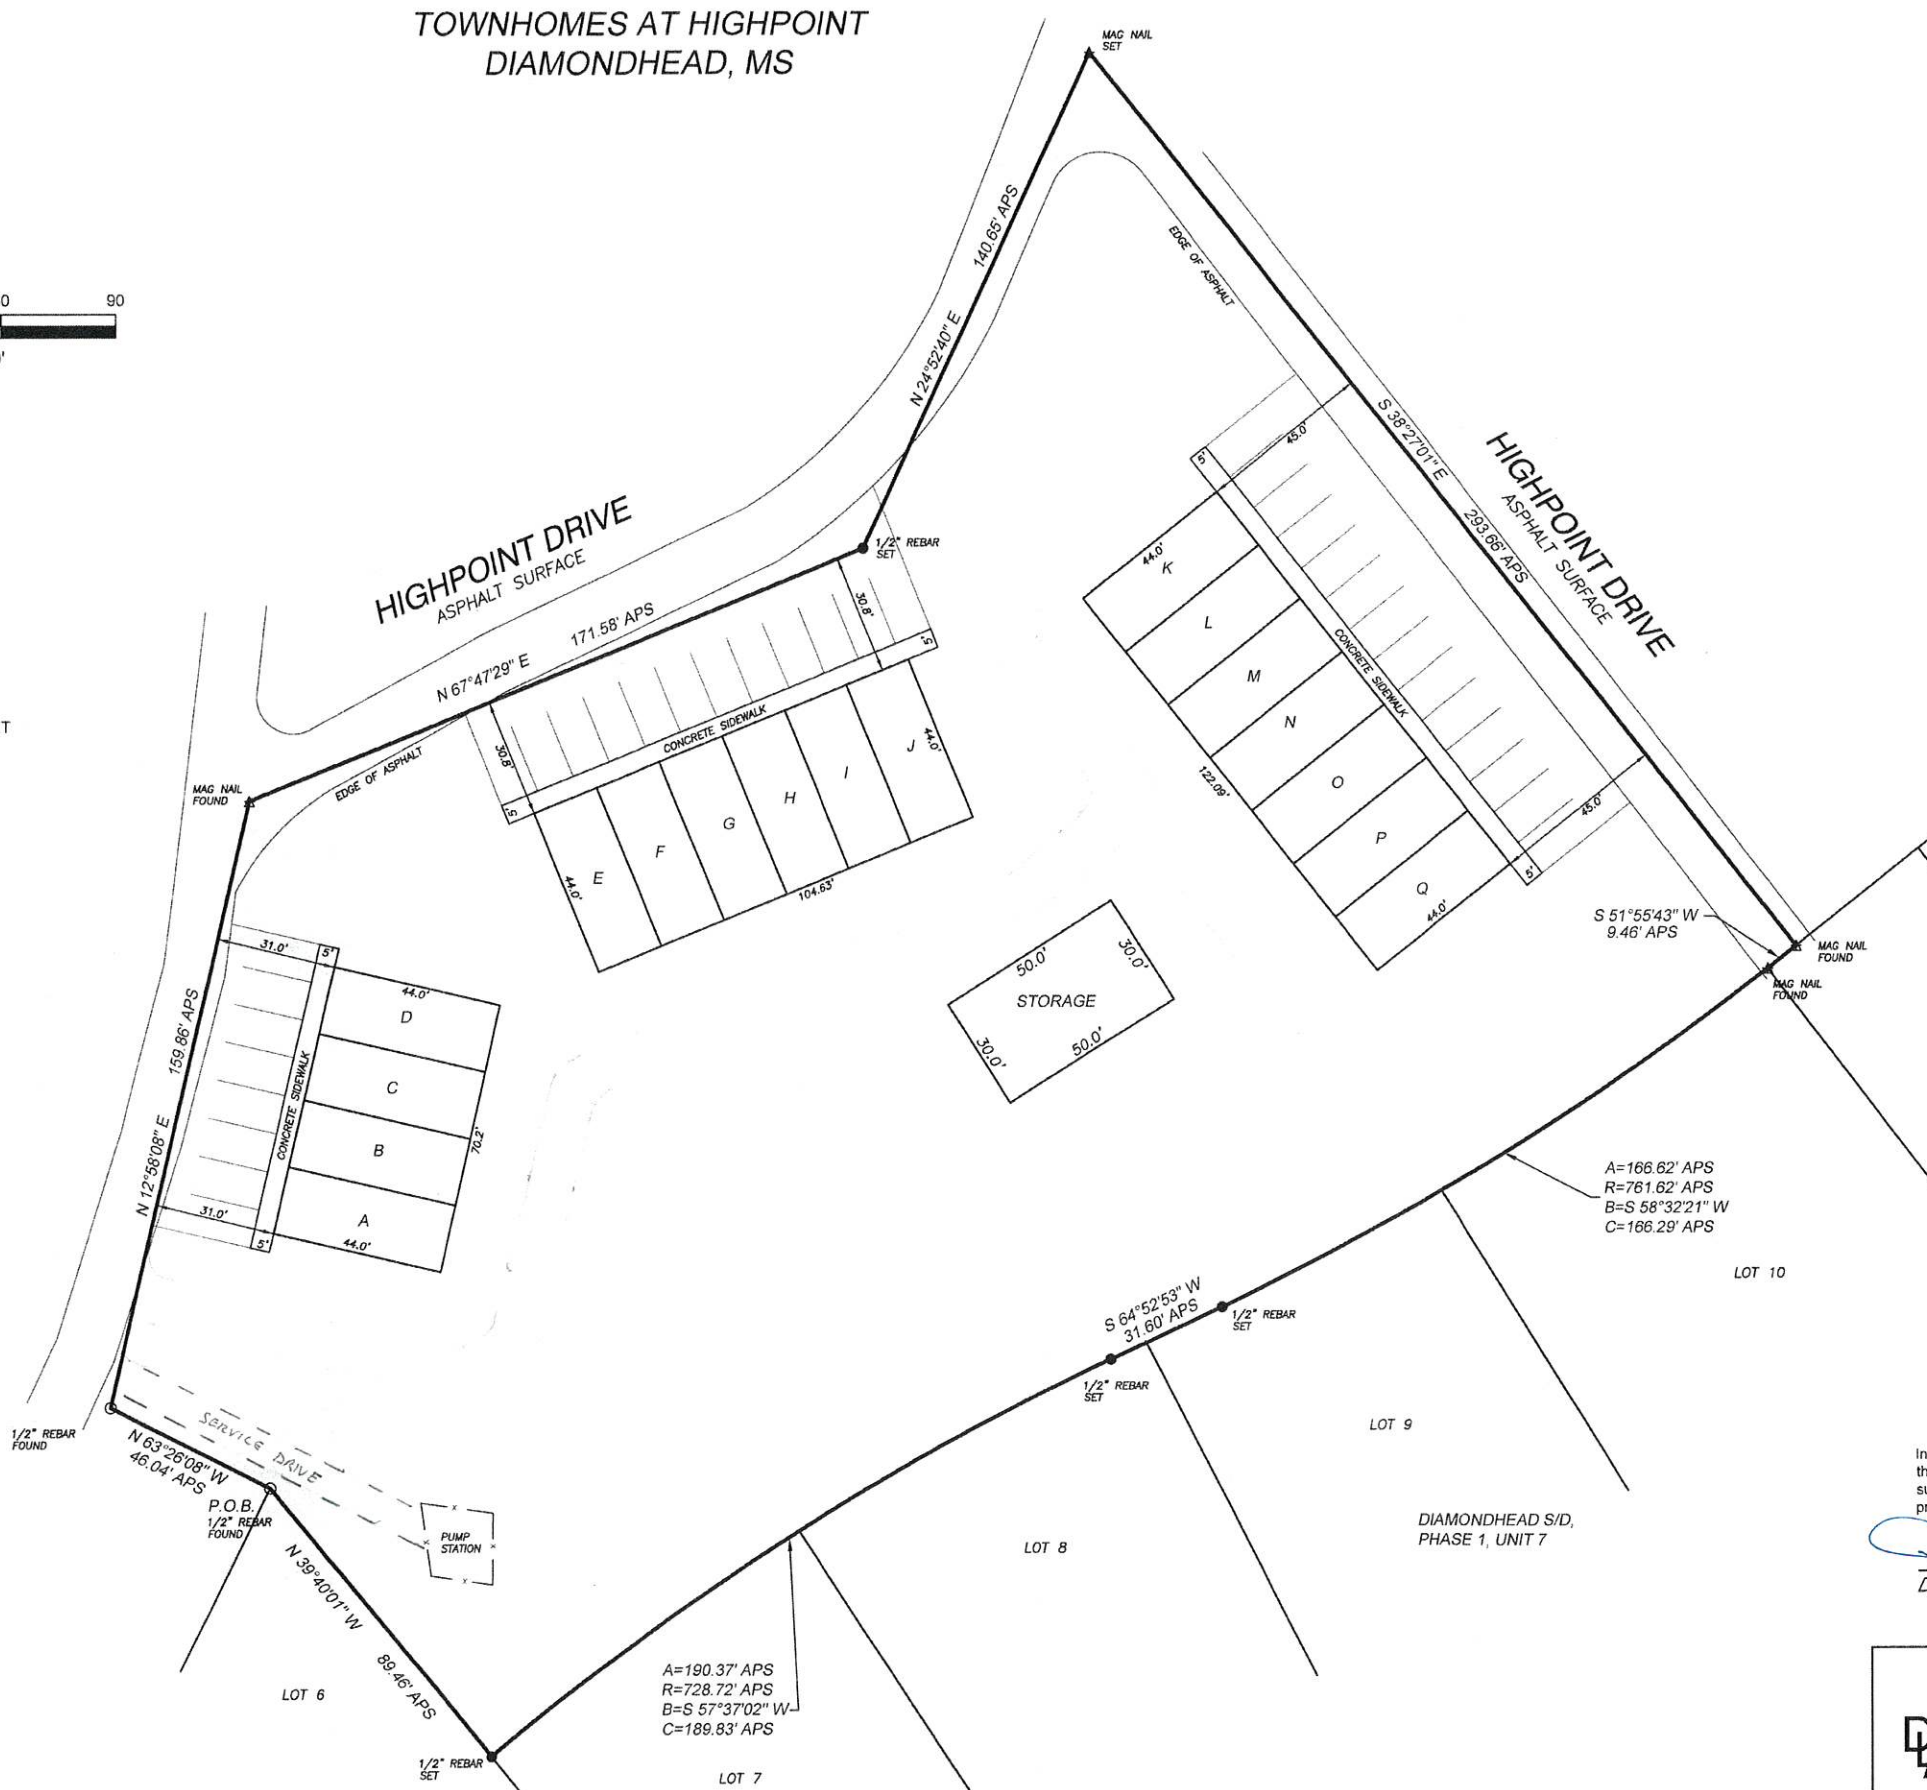 TOWNHOMES AT HIGHPOINT
DIAMONDHEAD, MS
MAG NAIL
SET
0
90
140.65' APS
N 24°52'40" E
EDGE OF ASPHALT
S 38°27'01" E
293.66' APS
HIGHPOINT DRIVE
ASPHALT SURFACE
HIGHPOINT DRIVE
ASPHALT SURFACE
1/2" REBAR
SET
171.58' APS
N 67°47'29" E
EDGE OF ASPHALT
MAG NAIL
FOUND
T
30.8'
30.8'
5'
5'
CONCRETE SIDEWALK
44.0'
44.0'
104.63'
E
F
G
H
I
J
45.0'
45.0'
5'
5'
CONCRETE SIDEWALK
44.0'
44.0'
122.09'
K
L
M
N
O
P
Q
S 51°55'43" W
9.46' APS
MAG NAIL
FOUND
MAG NAIL
FOUND
50.0'
30.0'
STORAGE
30.0'
50.0'
31.0'
5'
44.0'
D
C
B
A
70.2'
CONCRETE SIDEWALK
31.0'
5'
44.0'
159.86' APS
N 12°58'08" E
A=166.62' APS
R=761.62' APS
B=S 58°32'21" W
C=166.29' APS
LOT 10
S 64°52'53" W
31.60' APS
1/2" REBAR
SET
1/2" REBAR
SET
LOT 9
1/2" REBAR
FOUND
SERVICE DRIVE
N 63°26'08" W
46.04' APS
P.O.B.
1/2" REBAR
FOUND
PUMP
STATION
N 39°40'01" W
89.46' APS
LOT 6
LOT 8
DIAMONDHEAD S/D,
PHASE 1, UNIT 7
A=190.37' APS
R=728.72' APS
B=S 57°37'02" W
C=189.83' APS
1/2" REBAR
SET
LOT 7
In
th
su
pr